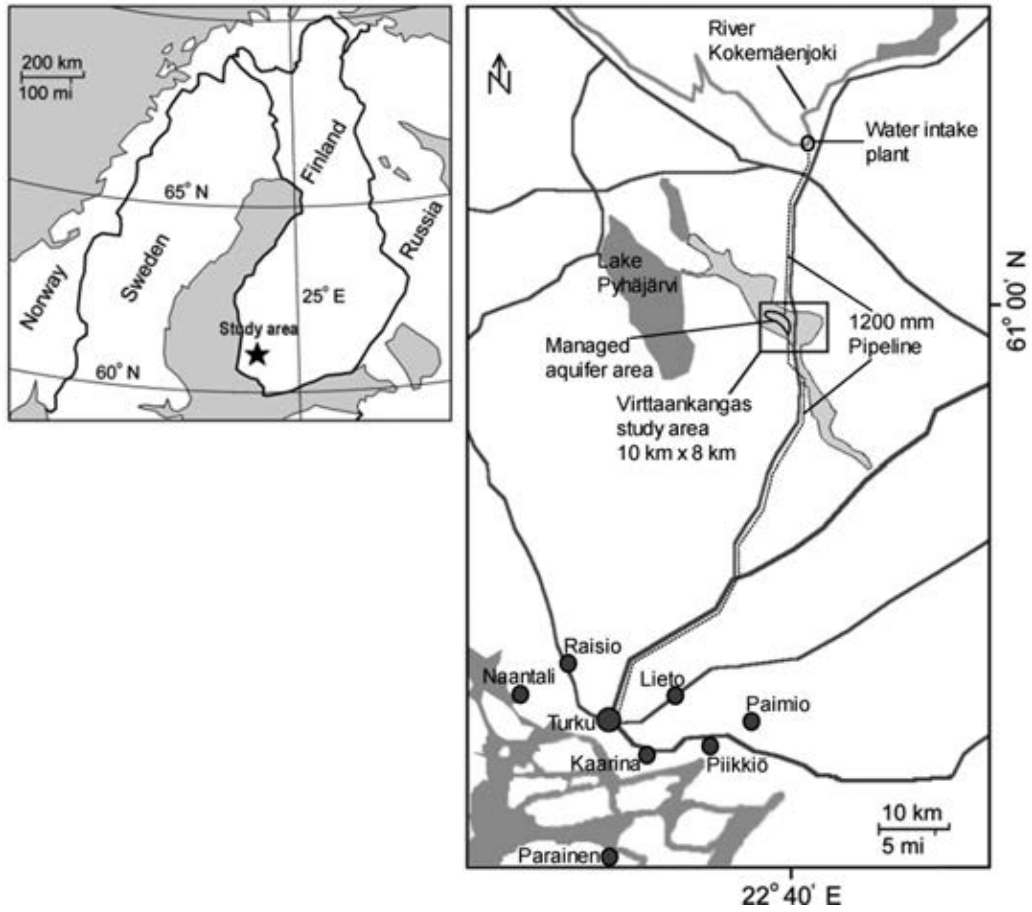 200 km
100 mi
65° N
Finland
Norway
Sweden
Russia
25° E
Study area
60° N
N
River
Kokemäenjoki
Water intake
plant
Lake
Pyhäjärvi
61° 00' N
1200 mm
Pipeline
Managed
aquifer area
Virttaankangas
study area
10 km x 8 km
Raisio
Naantali
Lieto
Paimio
Turku
Kaarina
Piikkiö
10 km
5 mi
Parainen
22° 40' E